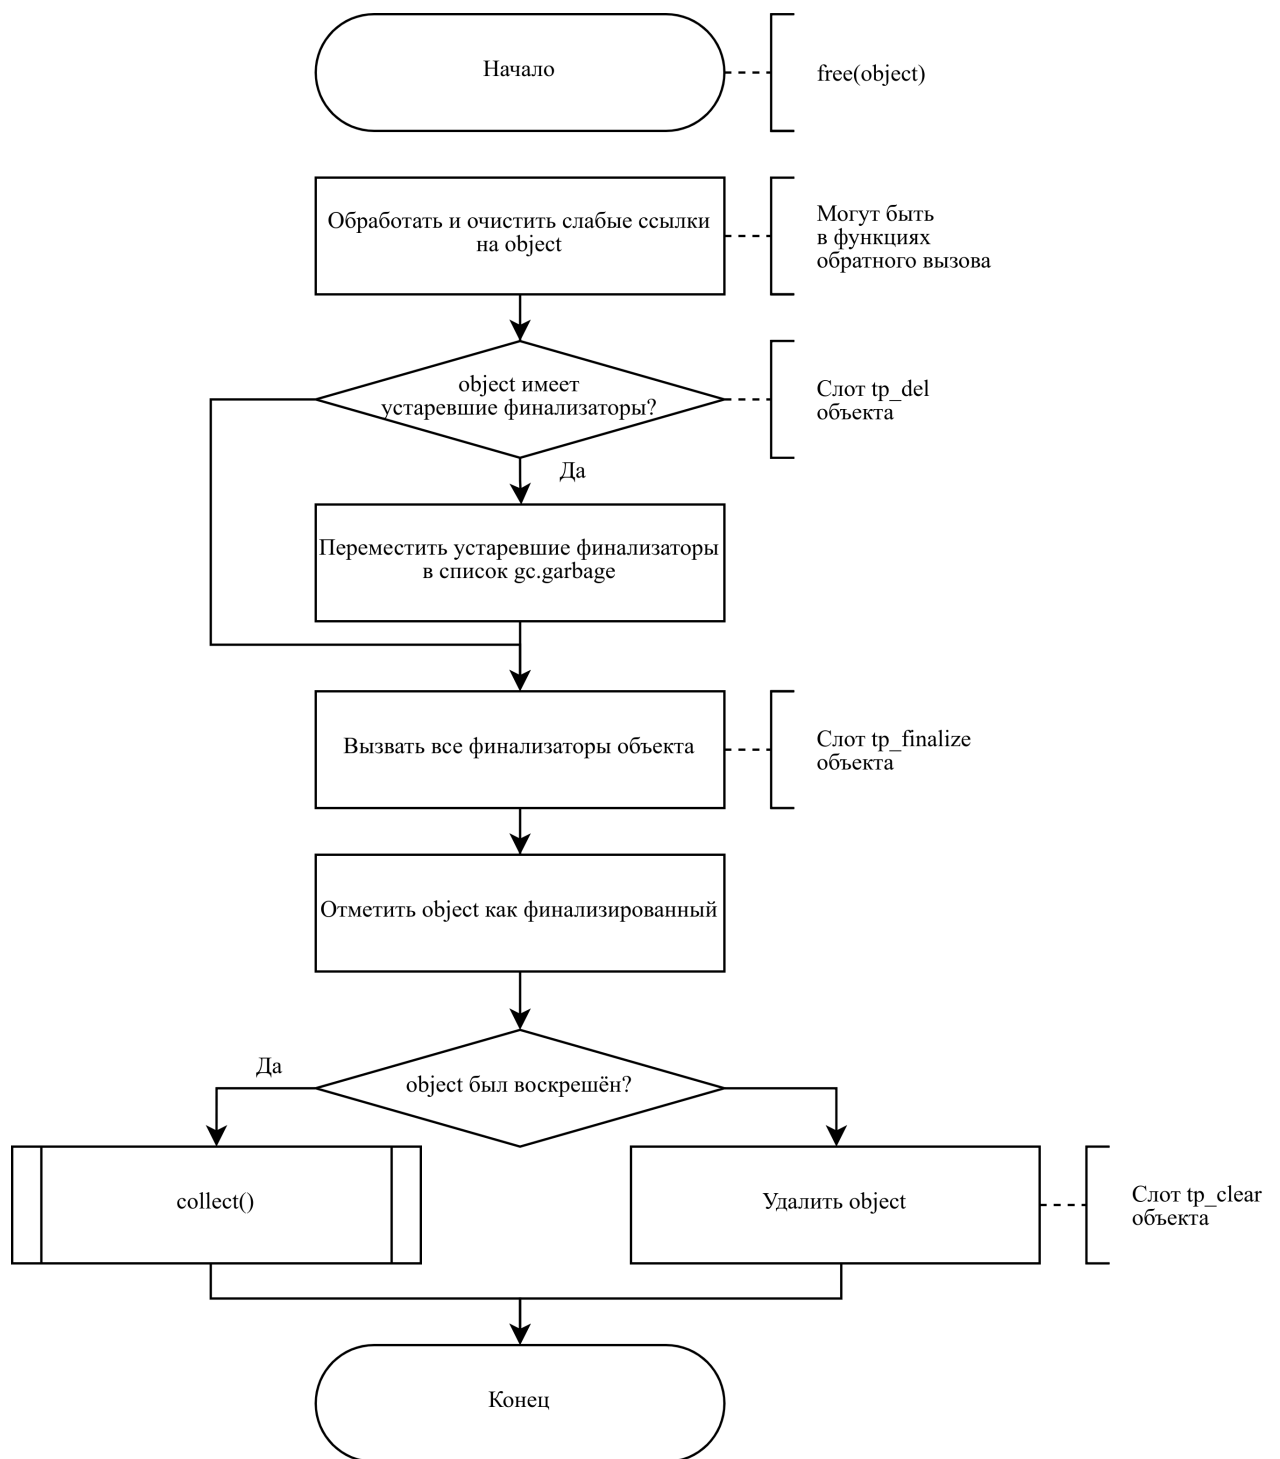 Начало
free(object)
Обработать и очистить слабые ссылки
на object
Могут быть
в функциях
обратного вызова
object имеет
устаревшие финализаторы?
Слот tp_del
объекта
Да
Переместить устаревшие финализаторы
в список gc.garbage
Вызвать все финализаторы объекта
Слот tp_finalize
объекта
Отметить object как финализированный
object был воскрешён?
Да
collect()
Удалить object
Слот tp_clear
объекта
Конец